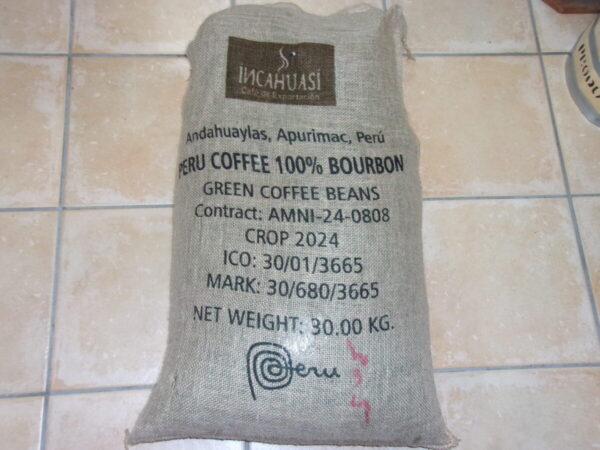 INCAHUASÍ
Café de Exportación
Andahuaylas, Apurimac, Perú
PERU COFFEE 100% BOURBON
GREEN COFFEE BEANS
Contract: AMNI-24-0808
CROP 2024
ICO: 30/01/3665
MARK: 30/680/3665
NET WEIGHT: 30.00 KG.
Peru